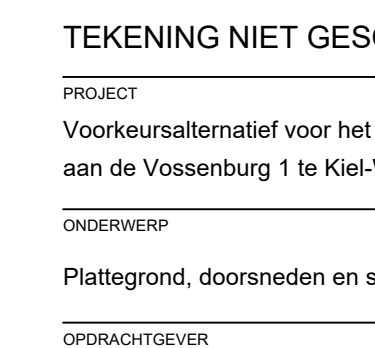 TEKENING NIET
PROJECT
Voorkeursalternatief voor het
aan de Vossenburg 1 te
ONDERWERP
Plattegrond, doorsneden en
OPDRACHTGEVER